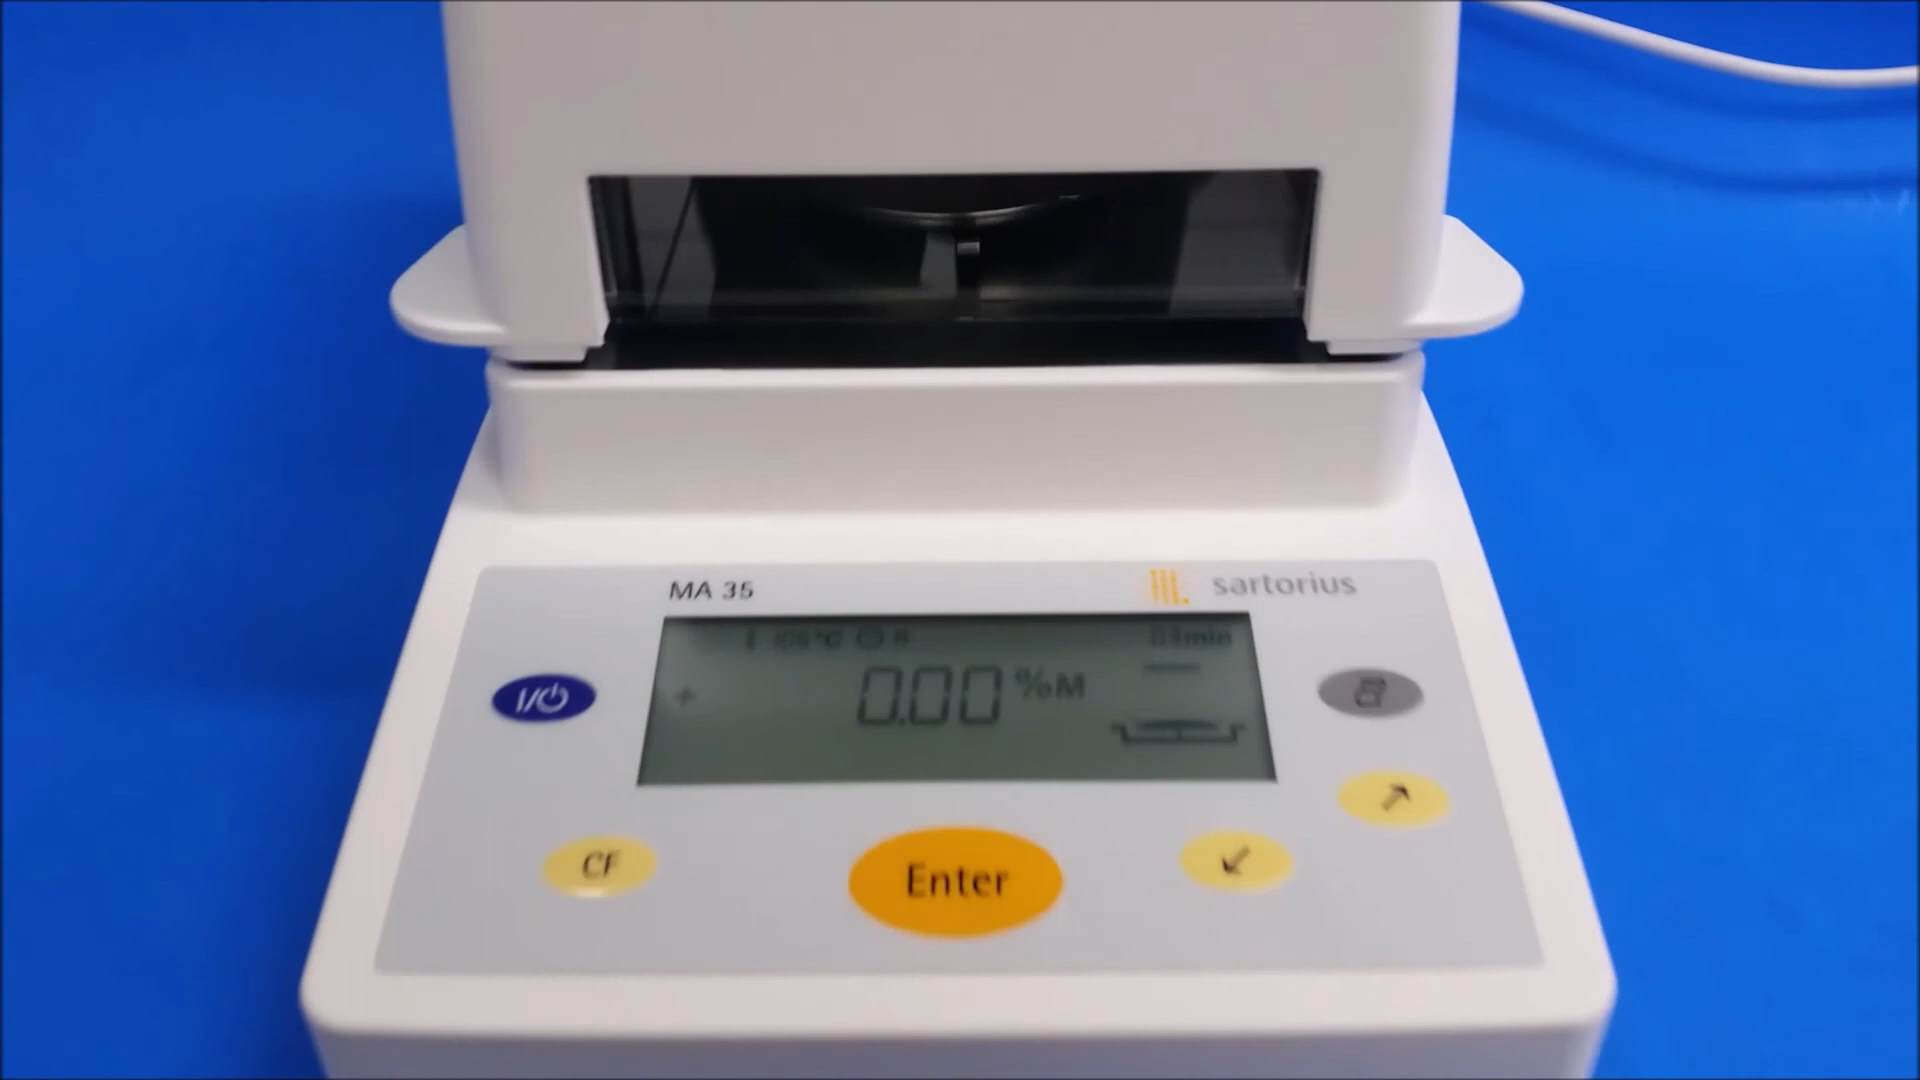 MA 35
sartorius
0.00 %M
I/⏻
CF
Enter
↙
↗